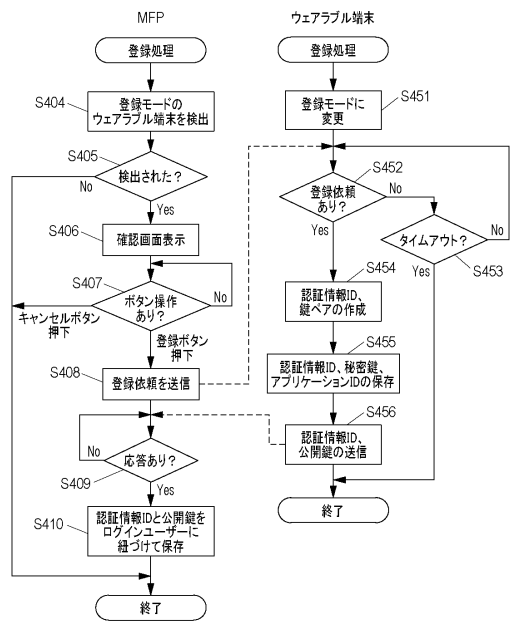 MFP
登録処理
S404
登録モードの
ウェアラブル端末を検出
S405
検出された?
No
Yes
S406
確認画面表示
S407
ボタン操作
あり?
No
キャンセルボタン
押下
登録ボタン
押下
S408
登録依頼を送信
No
応答あり?
S409
Yes
S410
認証情報IDと公開鍵を
ログインユーザーに
紐づけて保存
終了
ウェアラブル端末
登録処理
S451
登録モードに
変更
S452
登録依頼
あり?
No
Yes
タイムアウト?
No
Yes
S453
S454
認証情報ID、
鍵ペアの作成
S455
認証情報ID、秘密鍵、
アプリケーションIDの保存
S456
認証情報ID、
公開鍵の送信
終了